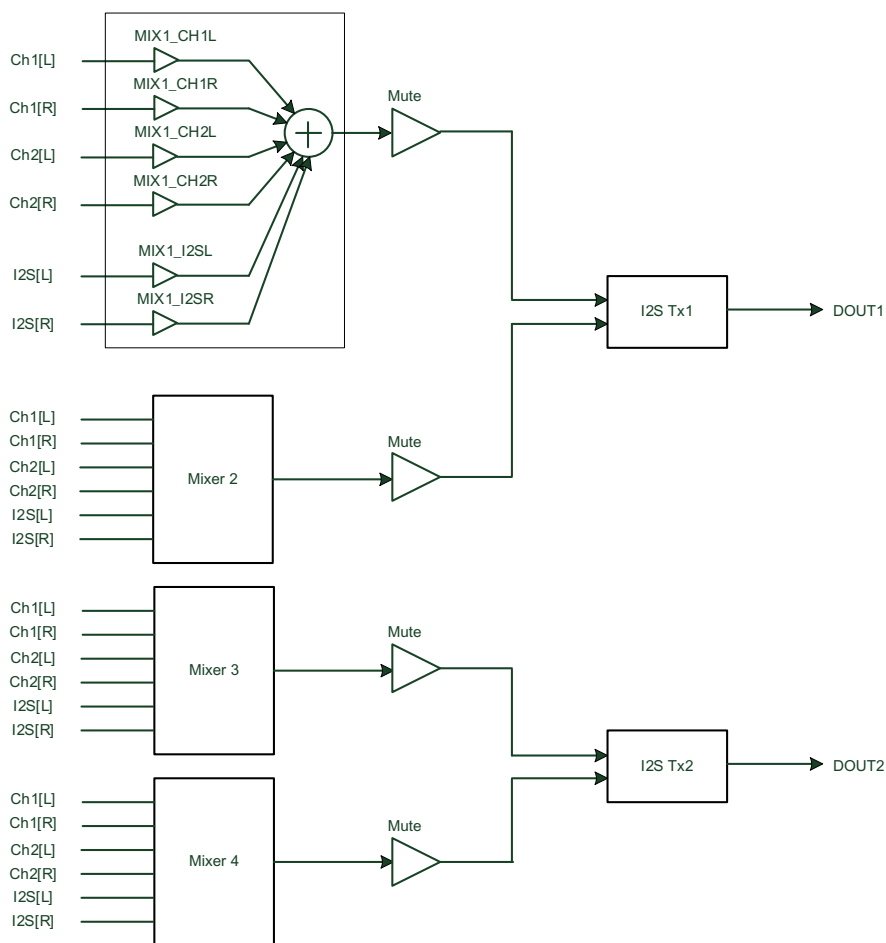 MIX1_CH1L
Ch1[L]
MIX1_CH1R
Ch1[R]
Mute
MIX1_CH2L
Ch2[L]
MIX1_CH2R
Ch2[R]
MIX1_I2SL
I2S[L]
MIX1_I2SR
I2S[R]
I2S Tx1
DOUT1
Ch1[L]
Ch1[R]
Ch2[L]
Ch2[R]
I2S[L]
I2S[R]
Mixer 2
Mute
Ch1[L]
Ch1[R]
Ch2[L]
Ch2[R]
I2S[L]
I2S[R]
Mixer 3
Mute
I2S Tx2
DOUT2
Ch1[L]
Ch1[R]
Ch2[L]
Ch2[R]
I2S[L]
I2S[R]
Mixer 4
Mute